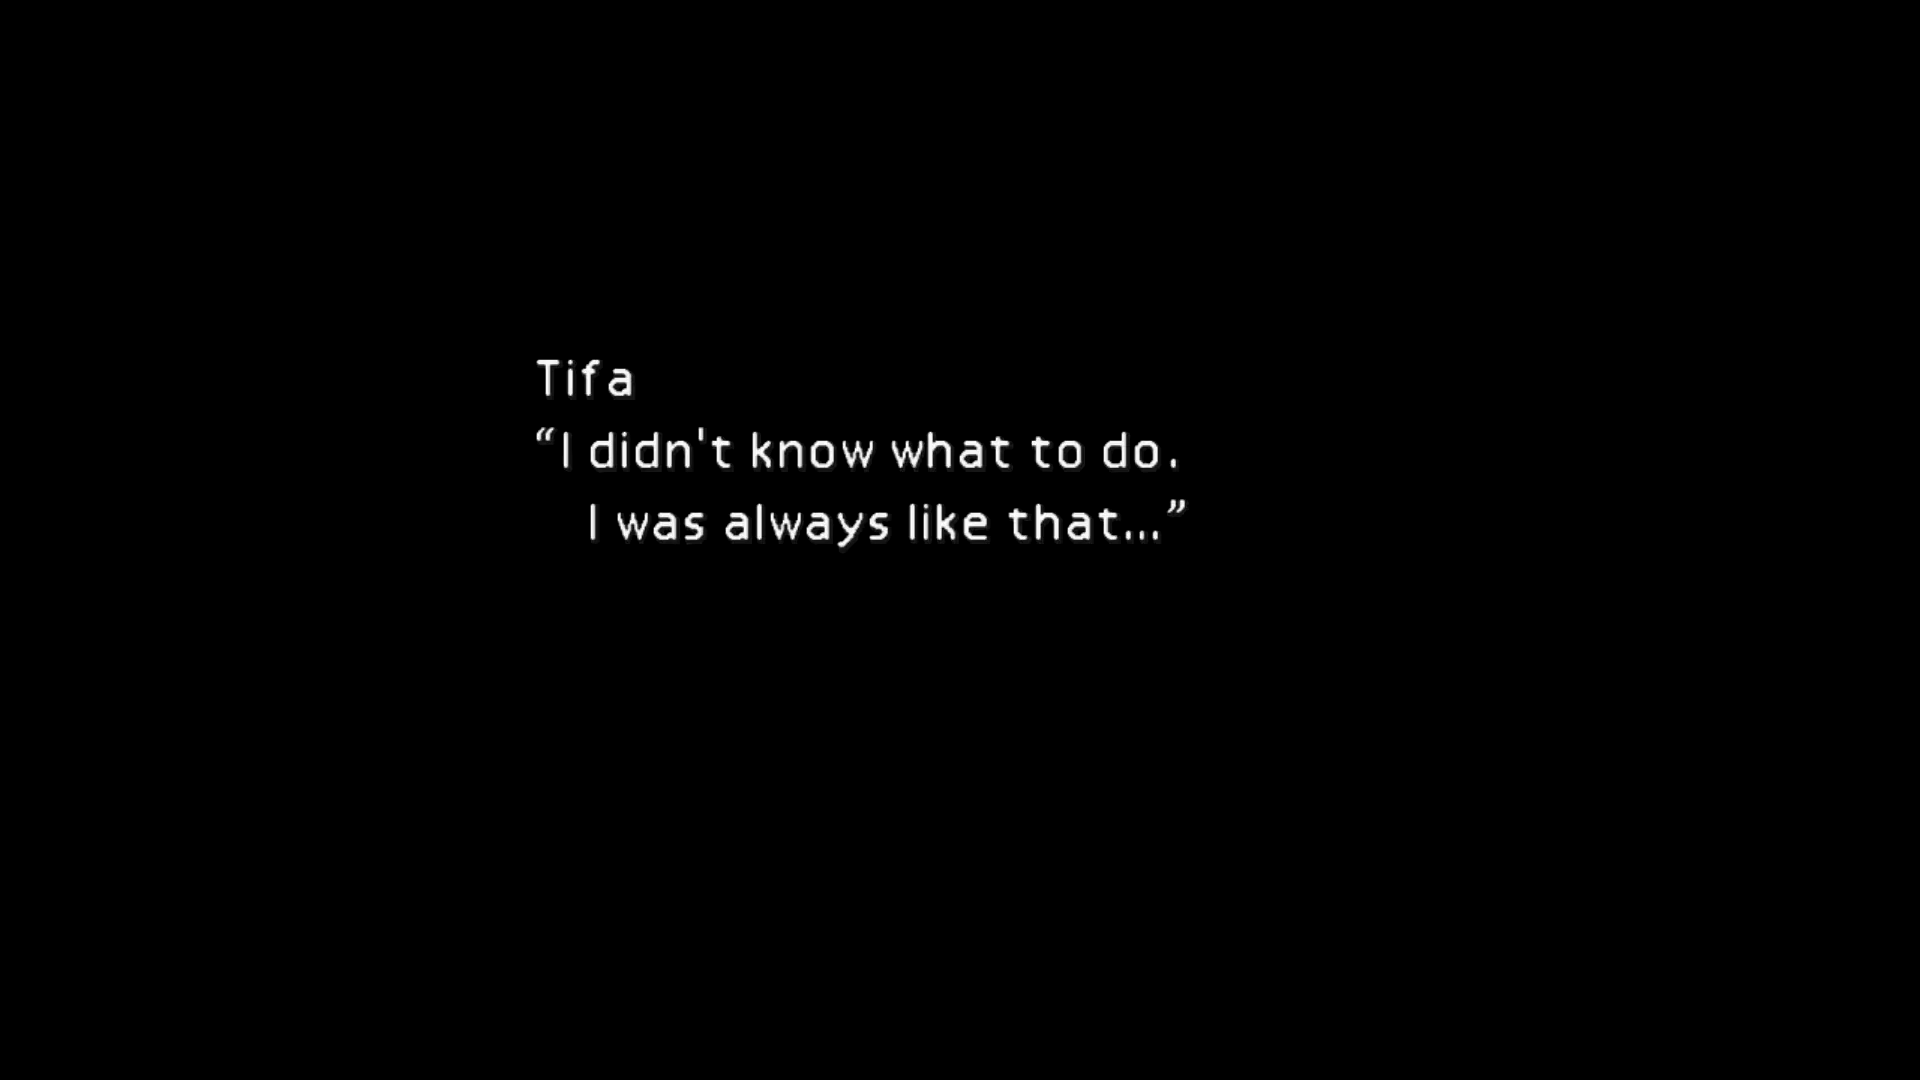 Tifa
“I didn't know what to do.
I was always like that...”